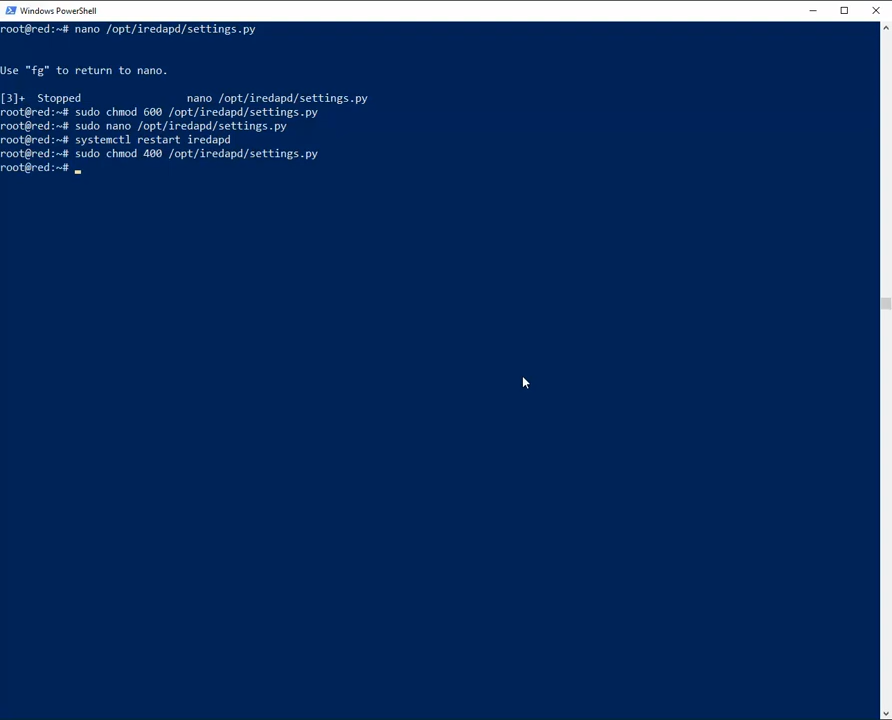 Windows PowerShell
root@red:~# nano /opt/iredapd/settings.py
Use "fg" to return to nano.
[3]+  Stopped                 nano /opt/iredapd/settings.py
root@red:~# sudo chmod 600 /opt/iredapd/settings.py
root@red:~# sudo nano /opt/iredapd/settings.py
root@red:~# systemctl restart iredapd
root@red:~# sudo chmod 400 /opt/iredapd/settings.py
root@red:~#